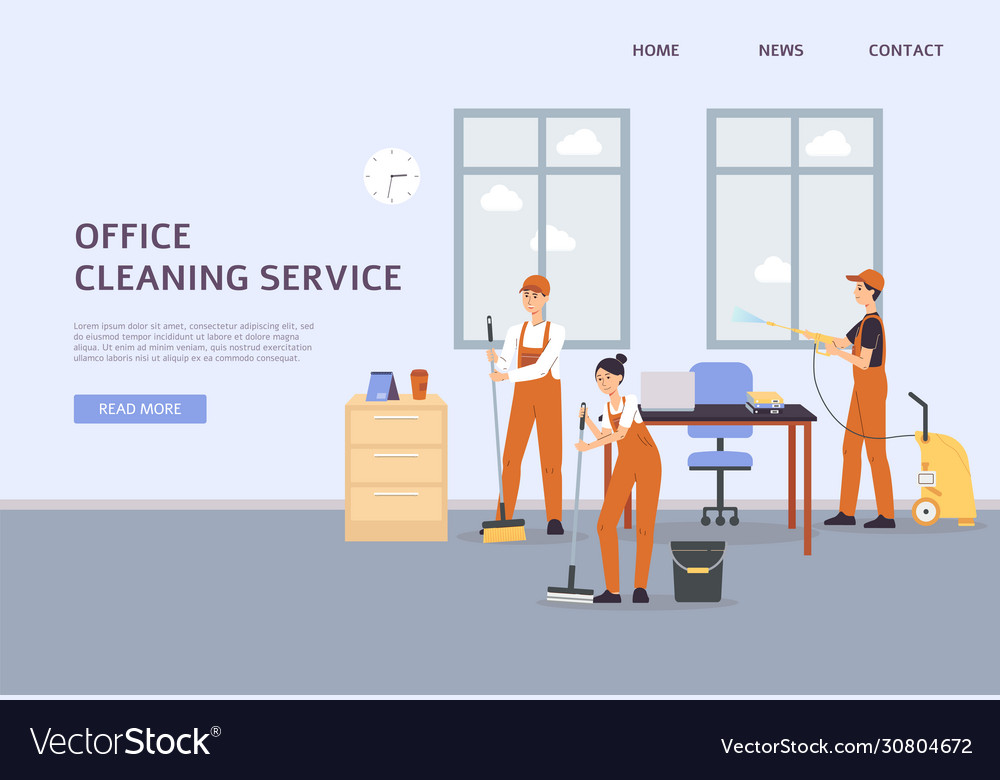 HOME NEWS CONTACT
OFFICE
CLEANING SERVICE
Lorem ipsum dolor sit amet, consectetur adipiscing elit, sed
do eiusmod tempor incididunt ut labore et dolore magna
aliqua. Ut enim ad minim veniam, quis nostrud exercitation
ullamco laboris nisi ut aliquip ex ea commodo consequat.
READ MORE
VectorStock®
VectorStock.com/30804672